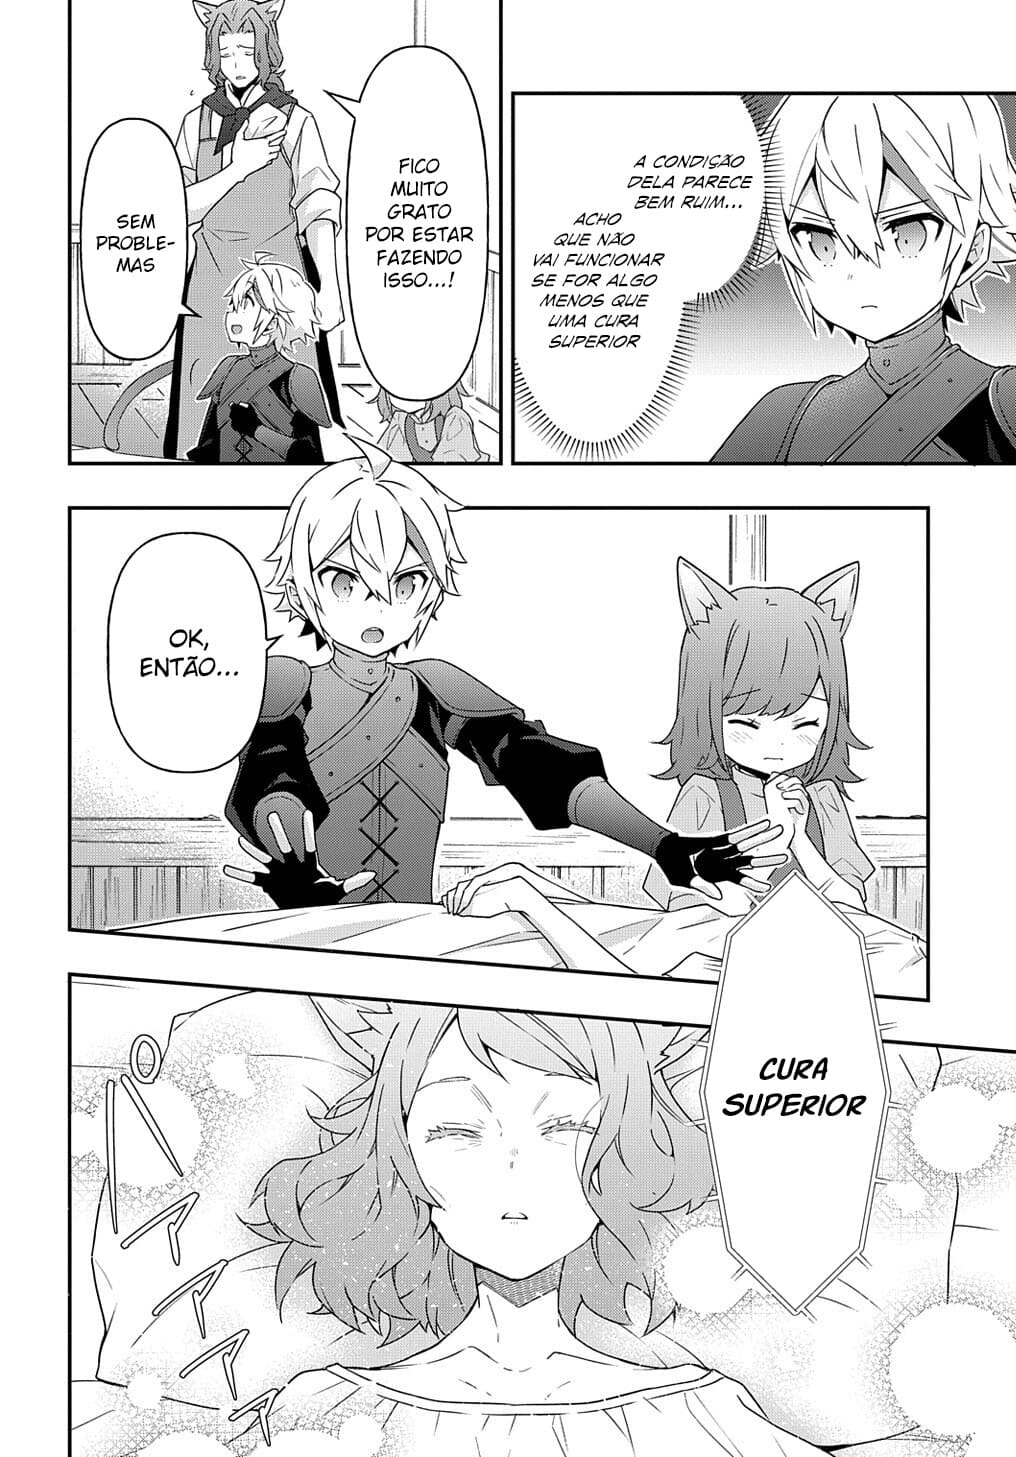 A CONDIÇÃO
DELA PARECE
BEM RUIM...
ACHO
QUE NÃO
VAI FUNCIONAR
SE FOR ALGO
MENOS QUE
UMA CURA
SUPERIOR
FICO
MUITO
GRATO
POR ESTAR
FAZENDO
ISSO...!
SEM
PROBLE-
MAS
OK,
ENTÃO...
CURA
SUPERIOR
パ
ア
ア
ア
ア